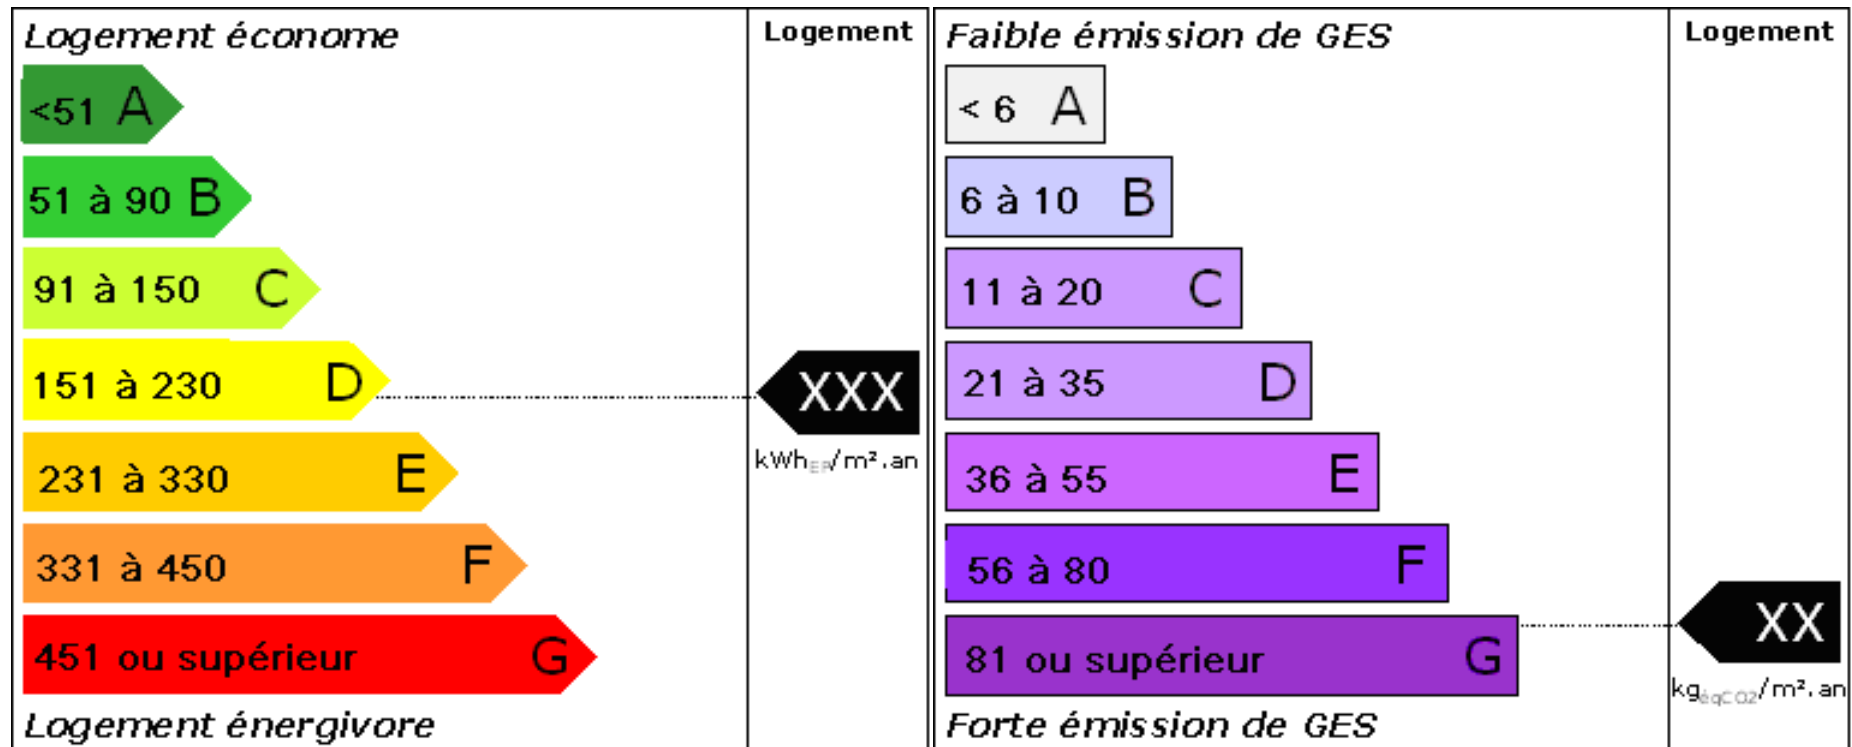 Logement économe
Logement
<51 A
51 à 90 B
91 à 150 C
151 à 230 D
XXX
kWhEP/m².an
231 à 330 E
331 à 450 F
451 ou supérieur G
Logement énergivore
Faible émission de GES
Logement
< 6 A
6 à 10 B
11 à 20 C
21 à 35 D
36 à 55 E
56 à 80 F
81 ou supérieur G
XX
kgéqCO2/m².an
Forte émission de GES